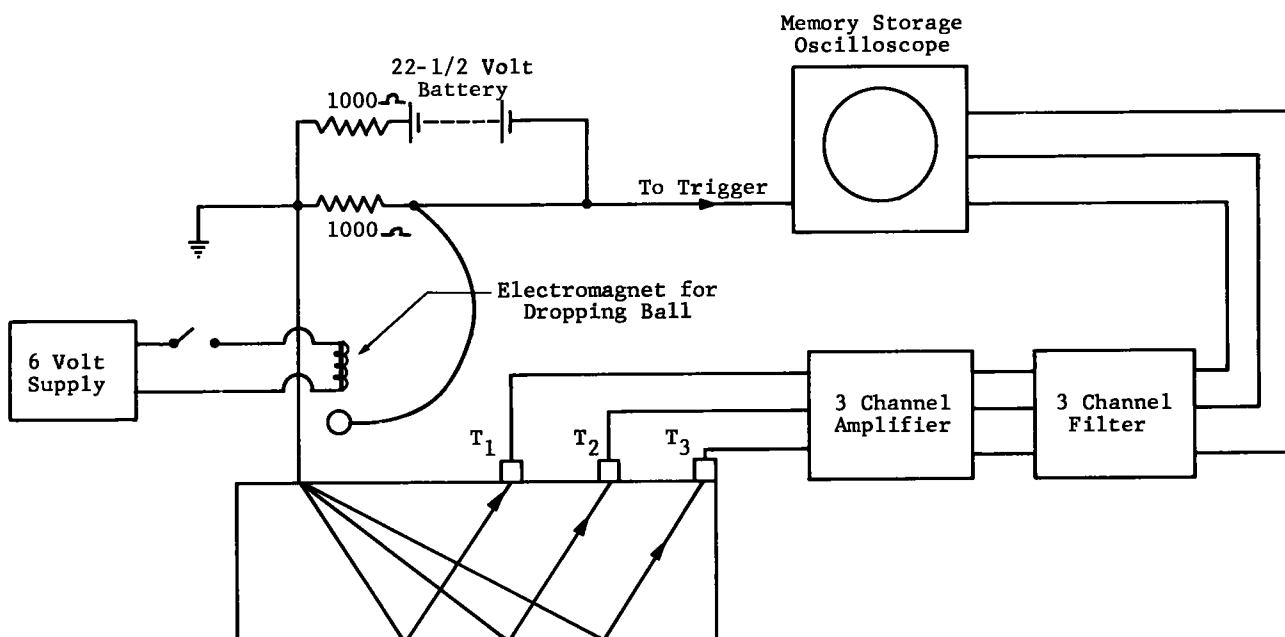 Memory Storage
Oscilloscope
22-1/2 Volt
Battery
1000Ω
To Trigger
1000Ω
Electromagnet for
Dropping Ball
6 Volt
Supply
3 Channel
Amplifier
3 Channel
Filter
T1
T2
T3